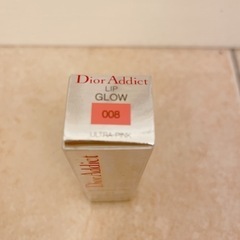 Dior Addict
LIP
GLOW
008
ULTRA PINK
Dior Addict